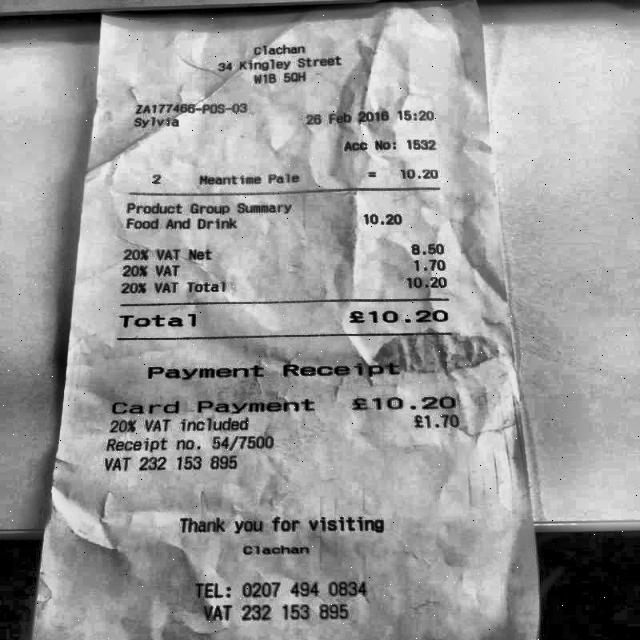 Clachan
34 Kingley Street
W1B 5QH
ZA177466-POS-03
Sylvia 26 Feb 2016 15:20
Acc No: 1532
2 Meantime Pale = 10.20
Product Group Summary
Food And Drink 10.20
20% VAT Net 8.50
20% VAT 1.70
20% VAT Total 10.20
Total £10.20
Payment Receipt
Card Payment £10.20
20% VAT included £1.70
Receipt no. 54/7500
VAT 232 153 895
Thank you for visiting
Clachan
TEL: 0207 494 0834
VAT 232 153 895